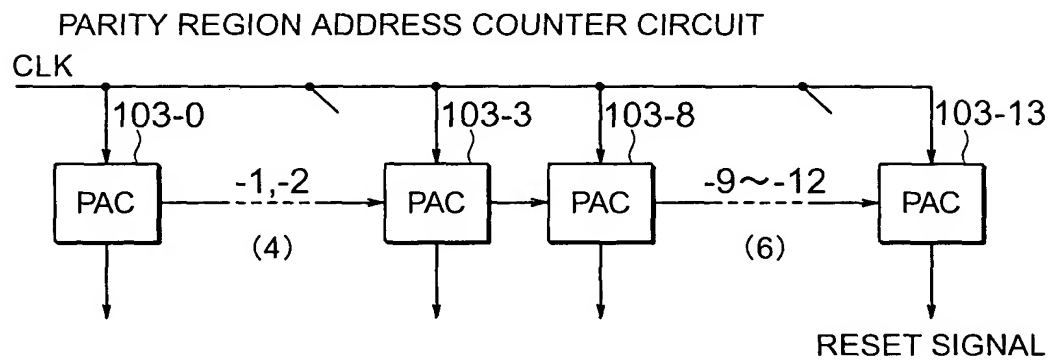 PARITY REGION ADDRESS COUNTER CIRCUIT
CLK
103-0 103-3 103-8 103-13
PAC -1,-2 PAC PAC -9~-12 PAC
(4) (6)
RESET SIGNAL